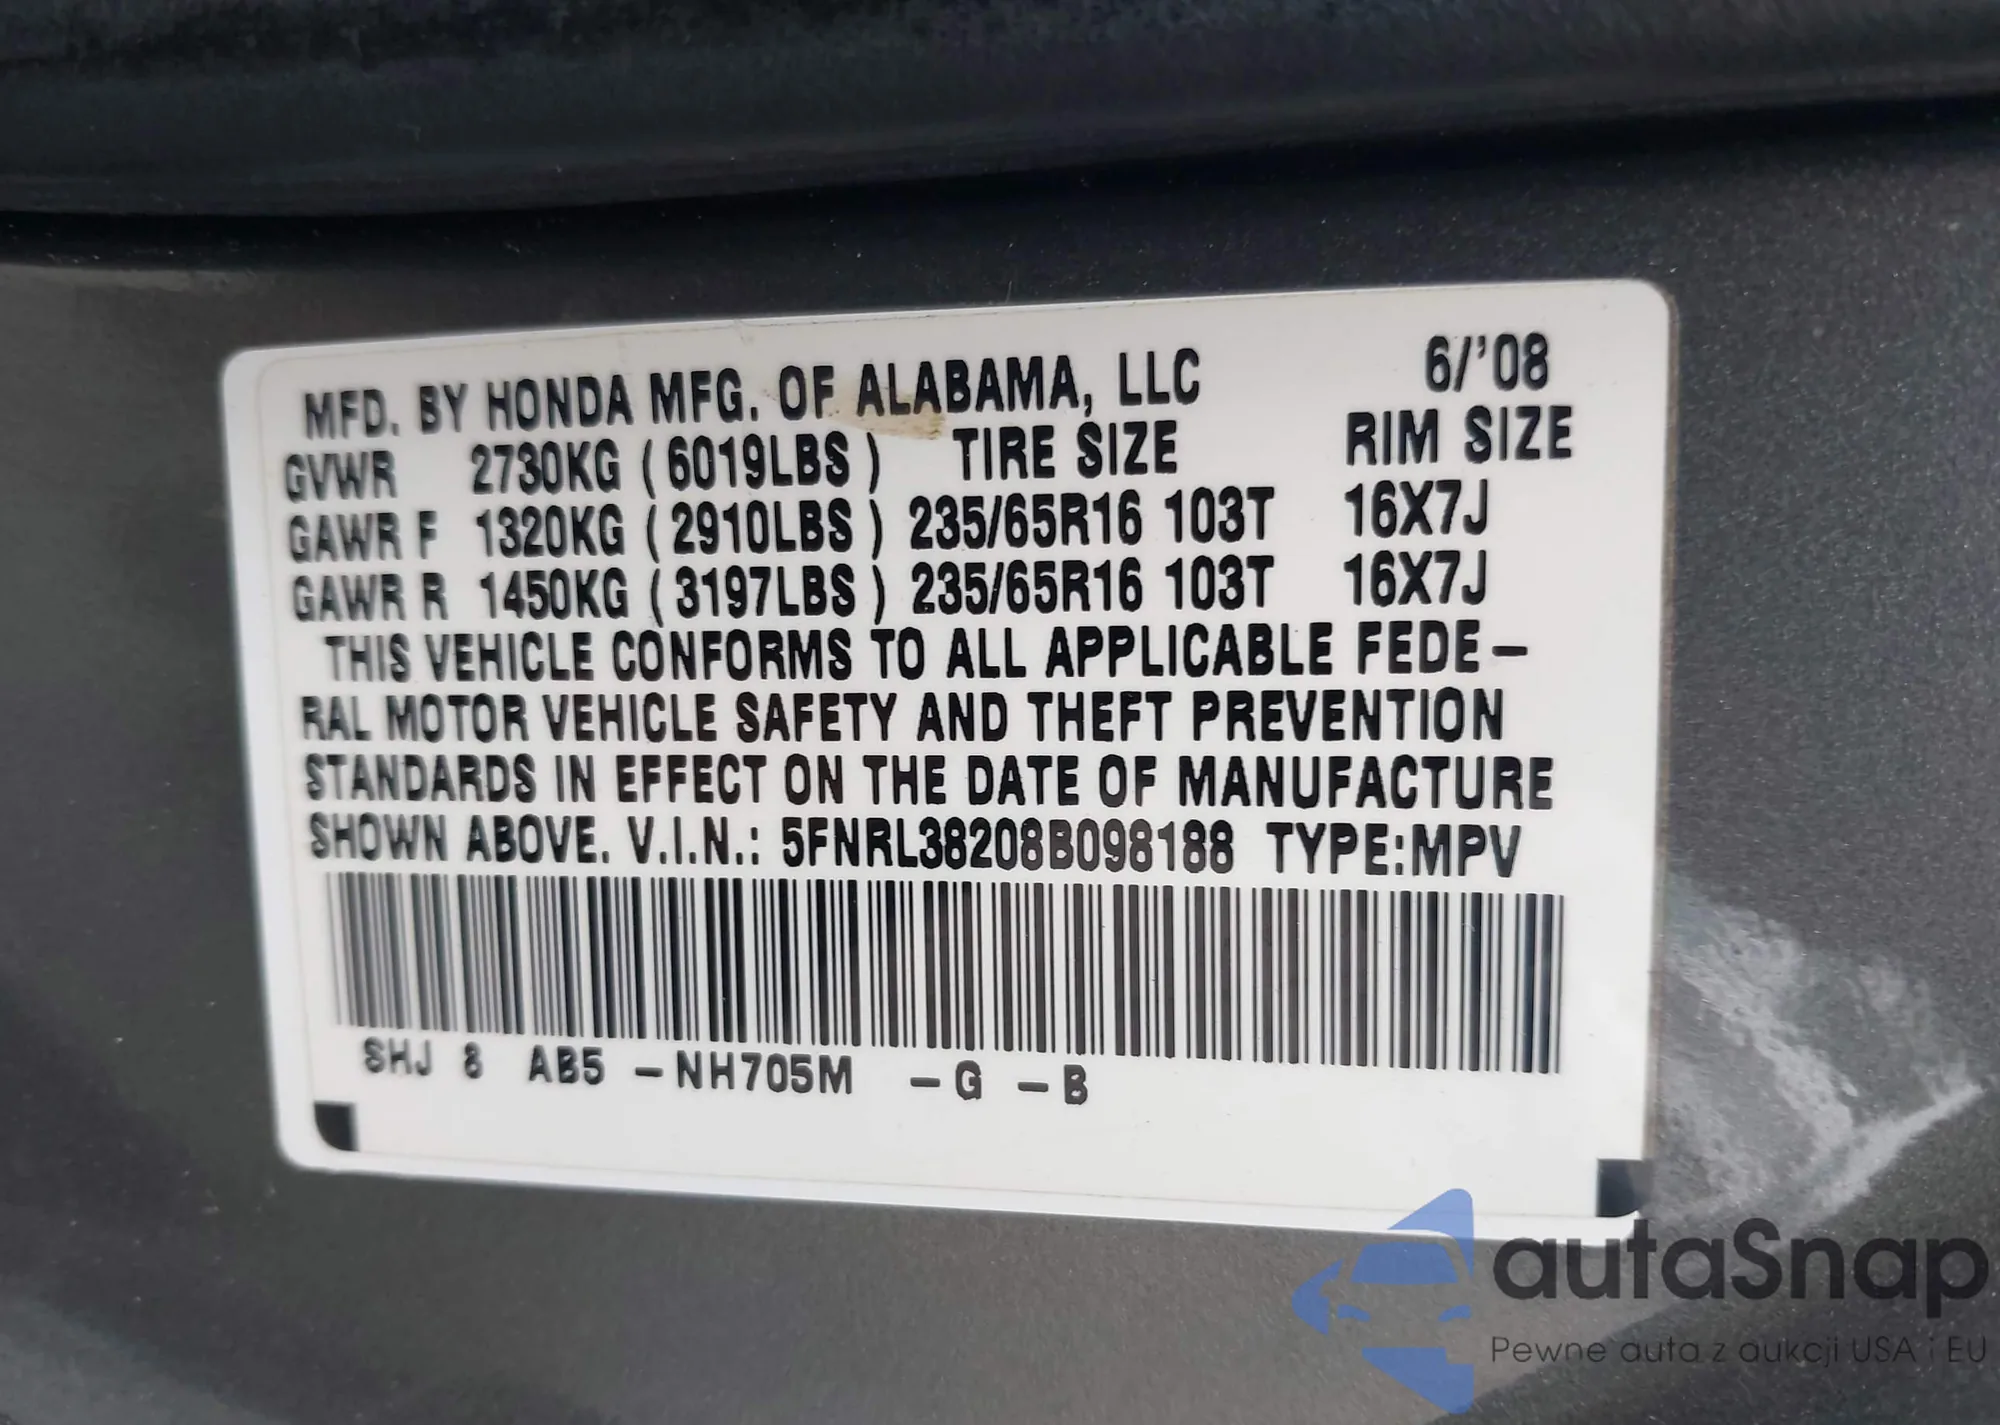 MFD. BY HONDA MFG. OF ALABAMA, LLC 6/'08
GVWR 2730KG (6019LBS) TIRE SIZE RIM SIZE
GAWR F 1320KG (2910LBS) 235/65R16 103T 16X7J
GAWR R 1450KG (3197LBS) 235/65R16 103T 16X7J
THIS VEHICLE CONFORMS TO ALL APPLICABLE FEDE-
RAL MOTOR VEHICLE SAFETY AND THEFT PREVENTION
STANDARDS IN EFFECT ON THE DATE OF MANUFACTURE
SHOWN ABOVE. V.I.N.: 5FNRL38208B098188 TYPE:MPV
SHJ 8 AB5 -NH705M -G -B
autaSnap
Pewne auta z aukcji USA i EU